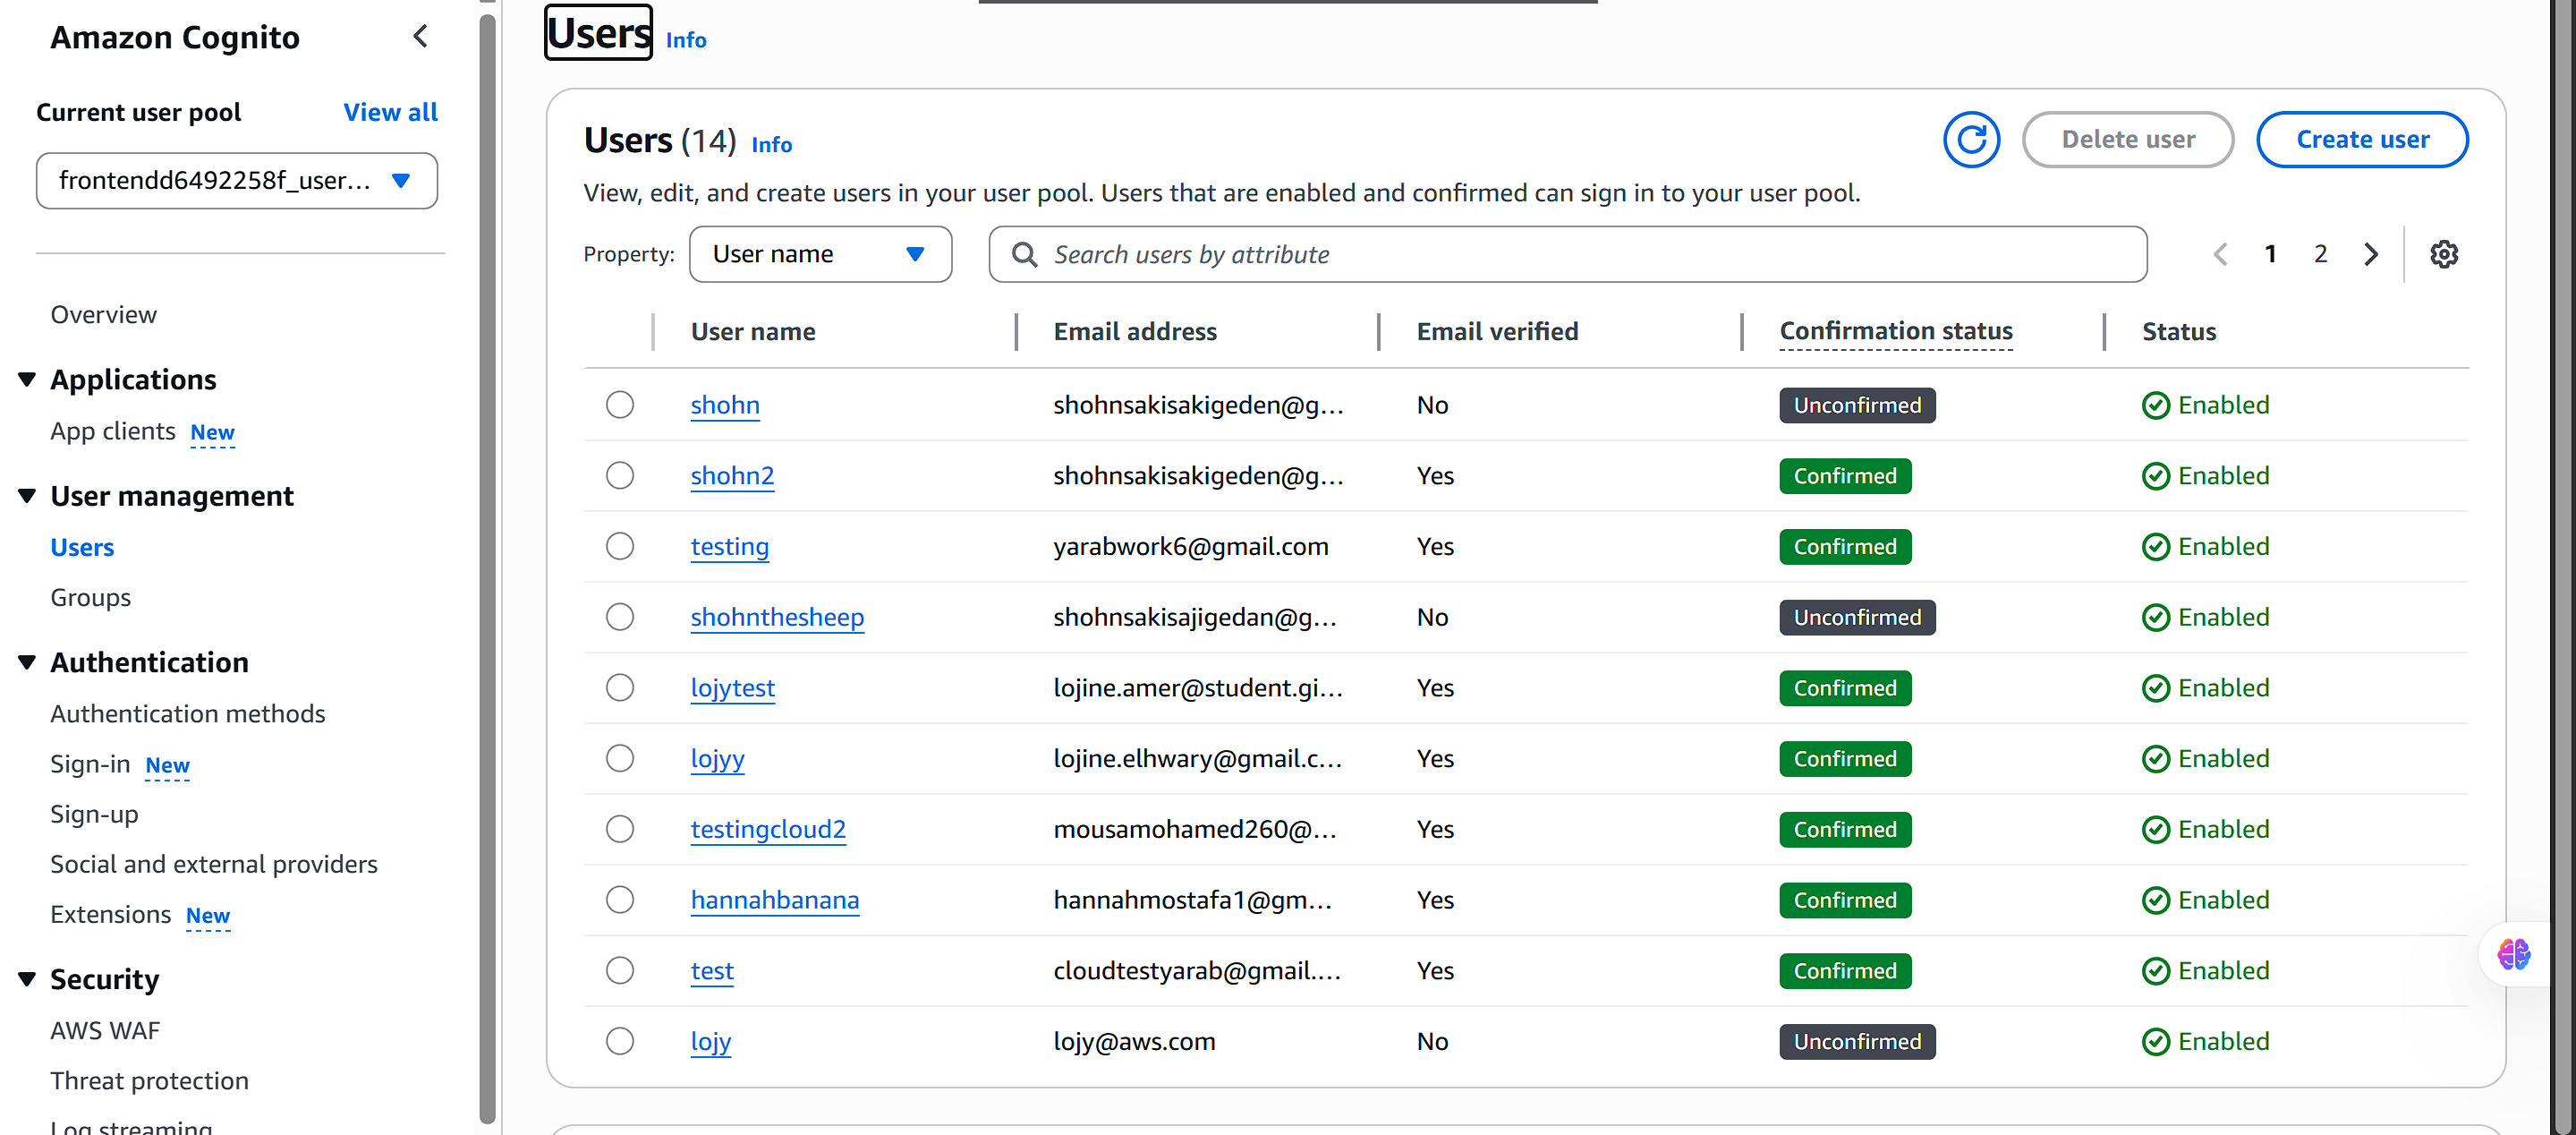 Amazon Cognito
Current user pool View all
frontendd6492258f_user...
Overview
Applications
App clients New
User management
Users
Groups
Authentication
Authentication methods
Sign-in New
Sign-up
Social and external providers
Extensions New
Security
AWS WAF
Threat protection
Log streaming
Users Info
Users (14) Info
Delete user
Create user
View, edit, and create users in your user pool. Users that are enabled and confirmed can sign in to your user pool.
Property: User name Search users by attribute 1 2
User name Email address Email verified Confirmation status Status
shohn shohnsakisakigeden@g... No Unconfirmed Enabled
shohn2 shohnsakisakigeden@g... Yes Confirmed Enabled
testing yarabwork6@gmail.com Yes Confirmed Enabled
shohnthesheep shohnsakisajigedan@g... No Unconfirmed Enabled
lojytest lojine.amer@student.gi... Yes Confirmed Enabled
lojyy lojine.elhwary@gmail.c... Yes Confirmed Enabled
testingcloud2 mousamohamed260@... Yes Confirmed Enabled
hannahbanana hannahmostafa1@gm... Yes Confirmed Enabled
test cloudtestyarab@gmail.... Yes Confirmed Enabled
lojy lojy@aws.com No Unconfirmed Enabled